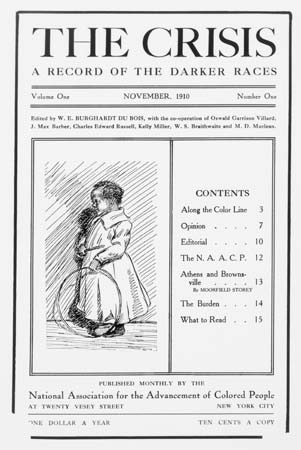 THE CRISIS
A RECORD OF THE DARKER RACES
Volume One NOVEMBER, 1910 Number One
Edited by W. E. BURGHARDT DU BOIS, with the co-operation of Oswald Garrison Villard,
J. Max Barber, Charles Edward Russell, Kelly Miller, W. S. Braithwaite and M. D. Maclean.
CONTENTS
Along the Color Line 3
Opinion . . . . 7
Editorial . . . . 10
The N. A. A. C. P. 12
Athens and Browns-
ville . . . . 13
By MOORFIELD STOREY
The Burden . . . 14
What to Read . . . 15
PUBLISHED MONTHLY BY THE
National Association for the Advancement of Colored People
AT TWENTY VESEY STREET NEW YORK CITY
ONE DOLLAR A YEAR TEN CENTS A COPY